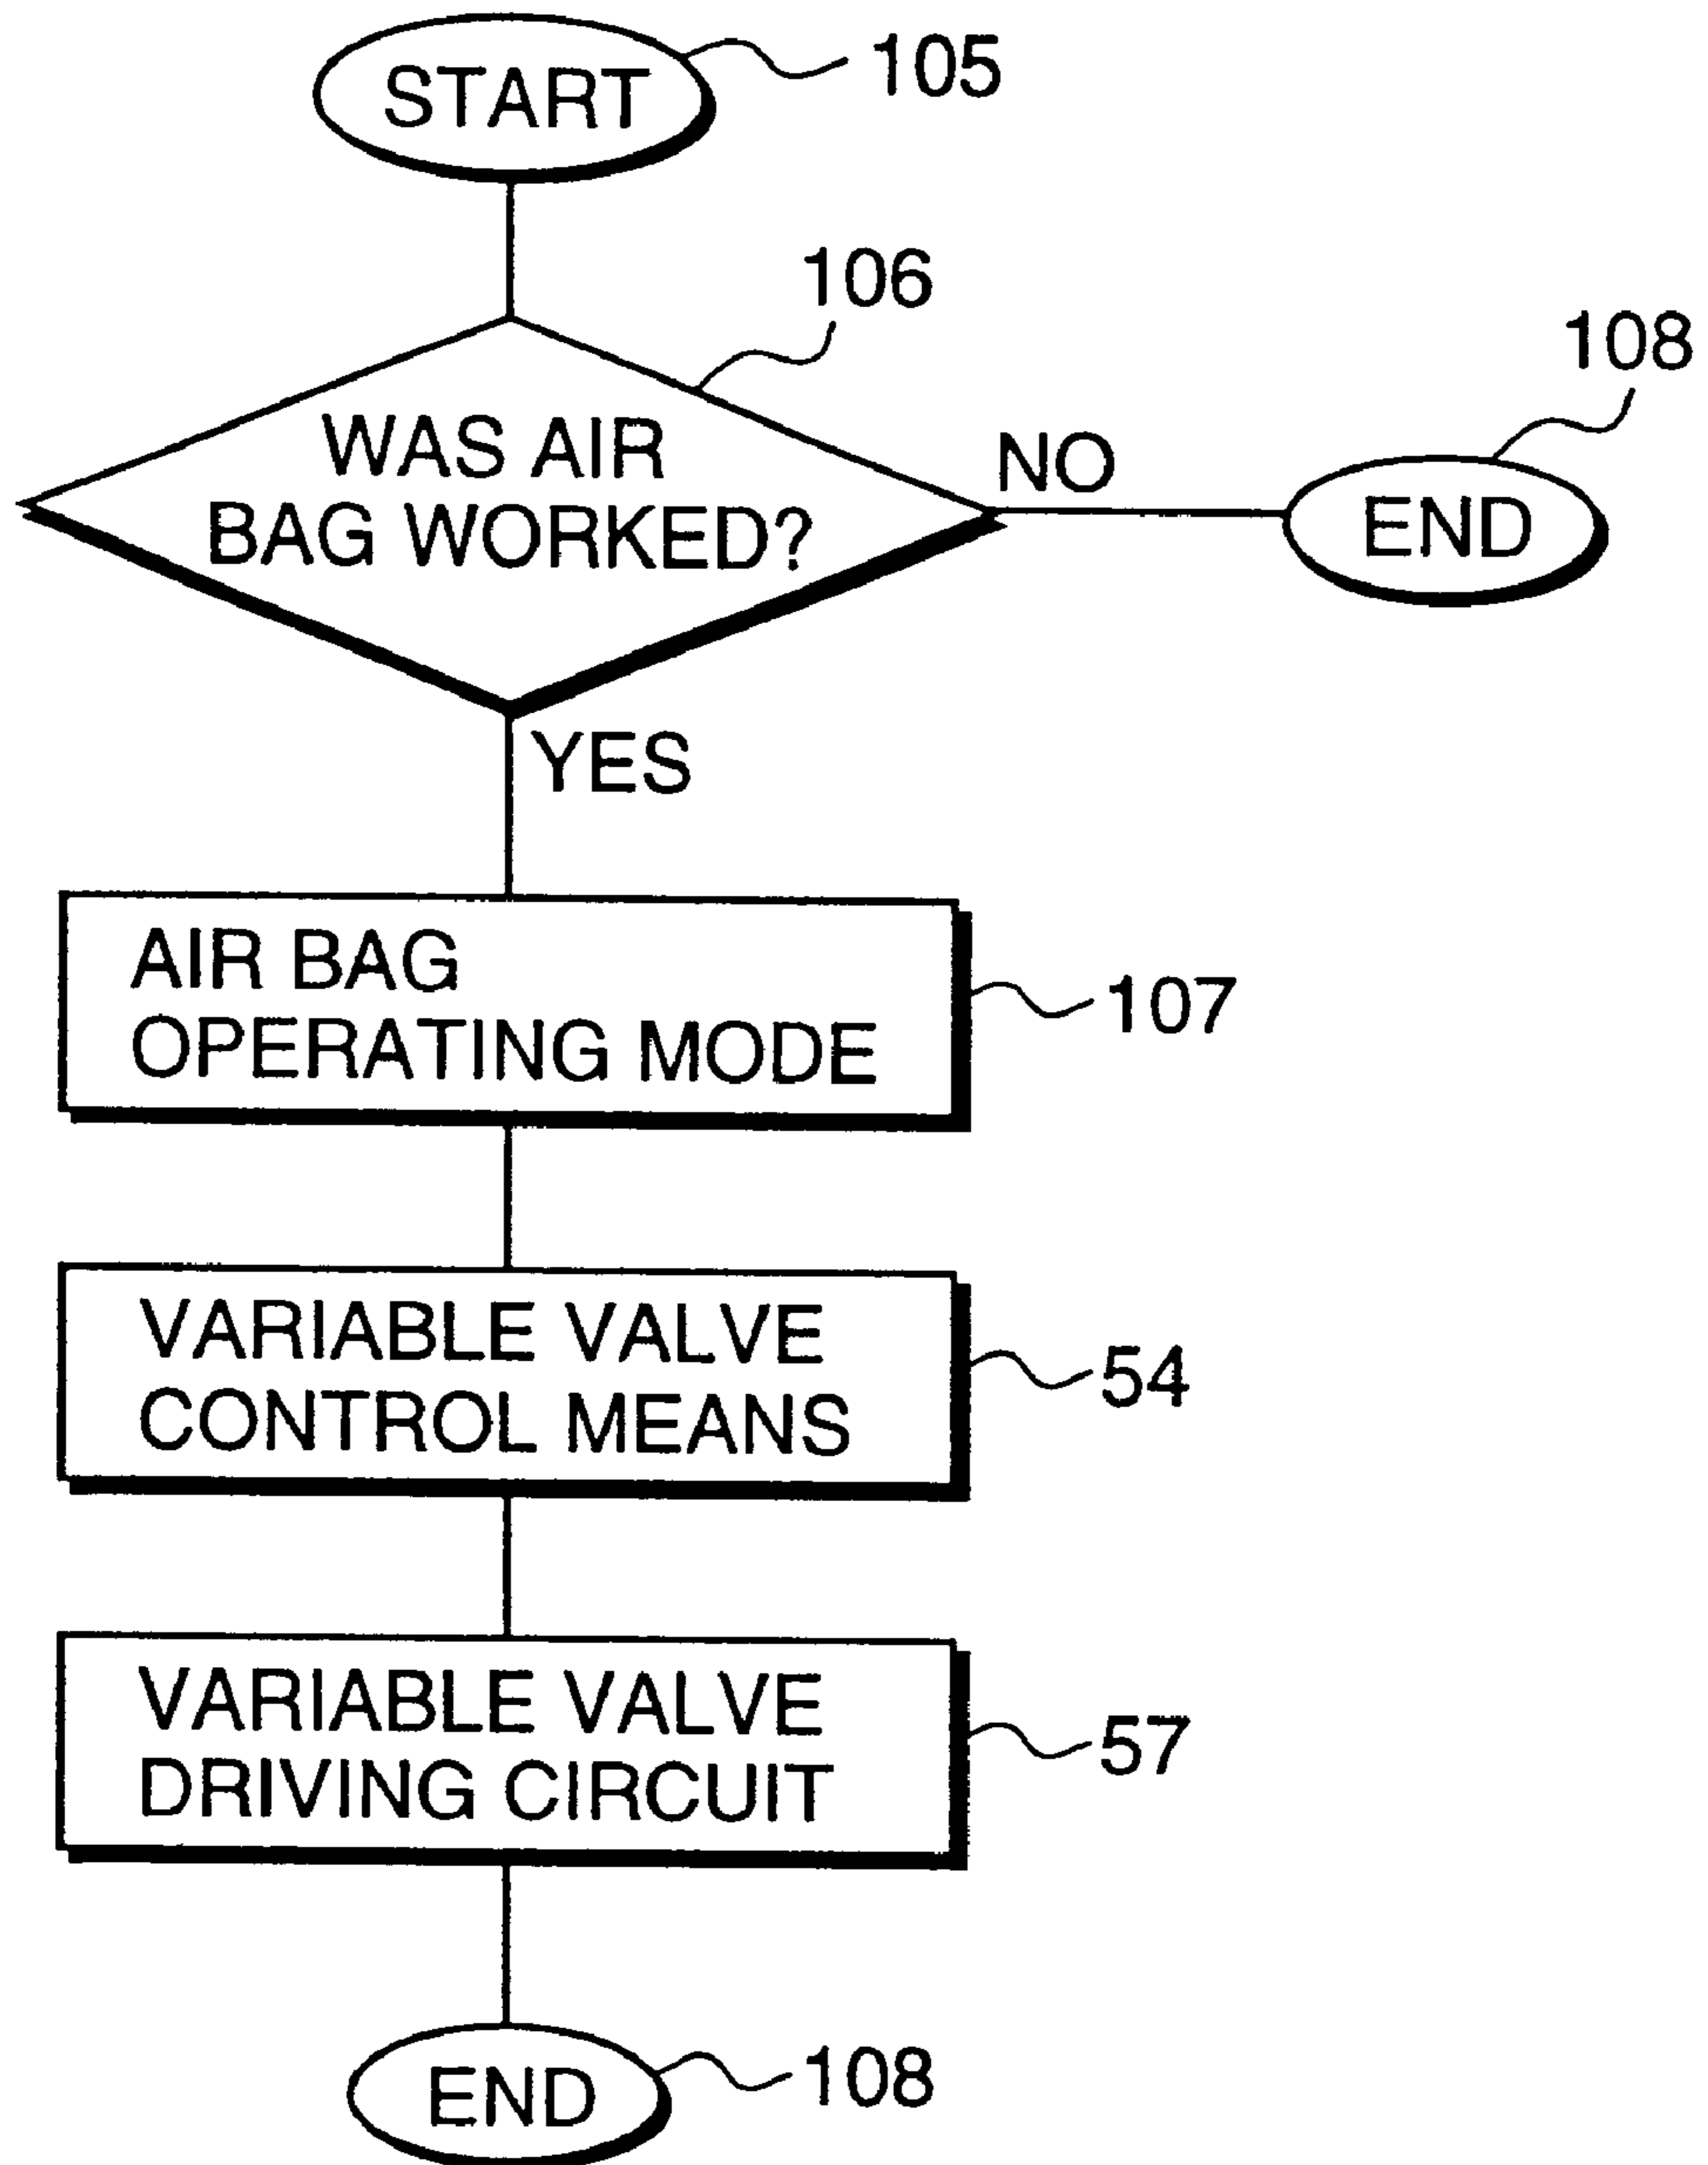 START
105
106
108
WAS AIR
BAG WORKED?
NO
END
YES
AIR BAG
OPERATING MODE
107
VARIABLE VALVE
CONTROL MEANS
54
VARIABLE VALVE
DRIVING CIRCUIT
57
END
108